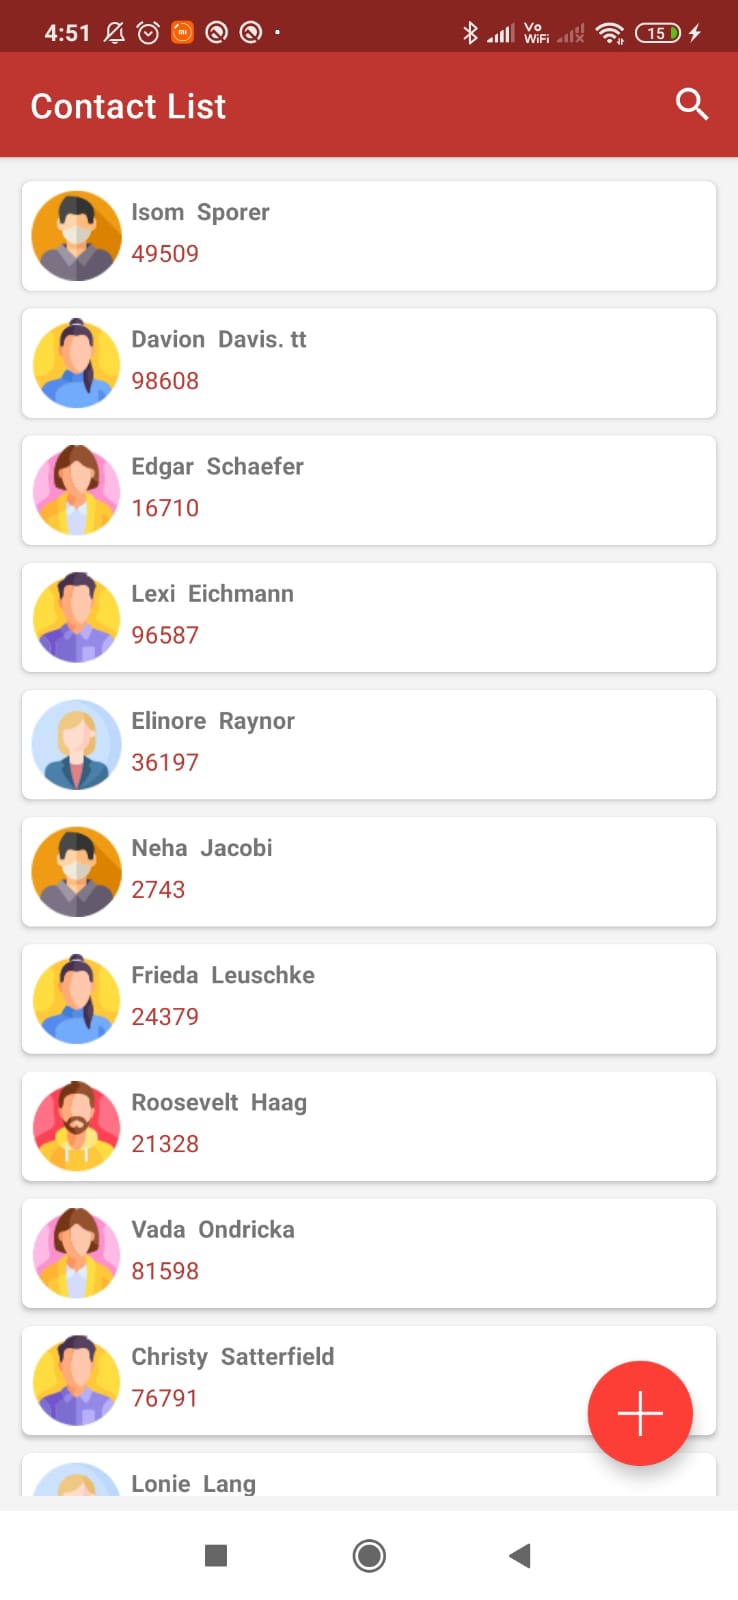 4:51
Vo
WiFi
15
Contact List
Isom Sporer
49509
Davion Davis. tt
98608
Edgar Schaefer
16710
Lexi Eichmann
96587
Elinore Raynor
36197
Neha Jacobi
2743
Frieda Leuschke
24379
Roosevelt Haag
21328
Vada Ondricka
81598
Christy Satterfield
76791
Lonie Lang